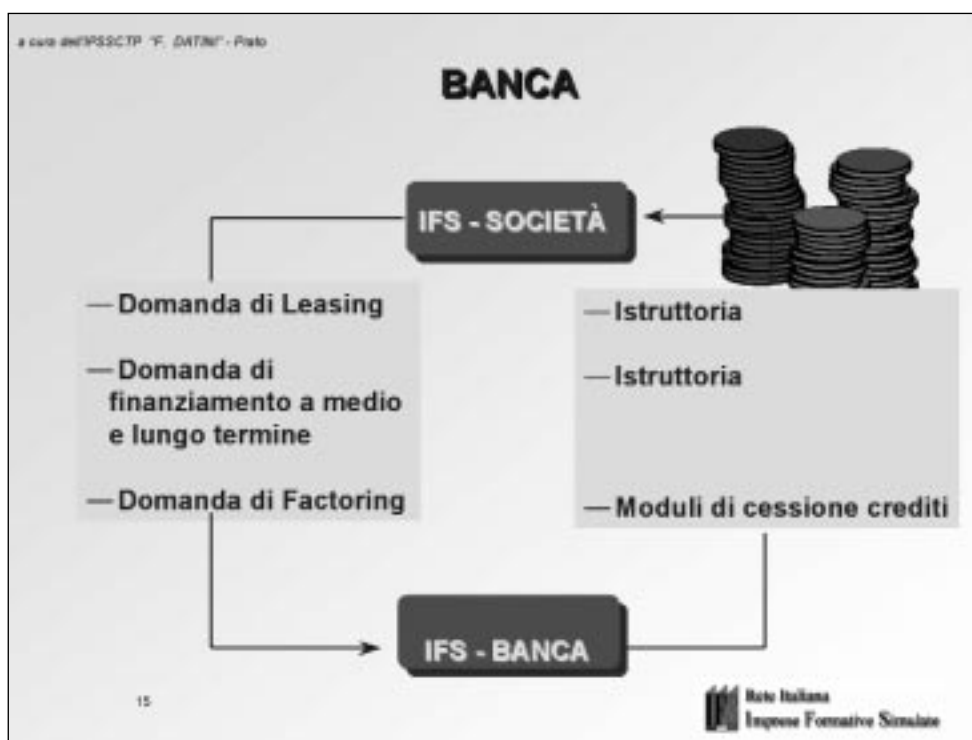 a cura dell'IPSSCTP "F. DATINI" - Prato
BANCA
IFS - SOCIETÀ
— Domanda di Leasing
— Domanda di
finanziamento a medio
e lungo termine
— Domanda di Factoring
— Istruttoria
— Istruttoria
— Moduli di cessione crediti
IFS - BANCA
15
Rete Italiana
Imprese Formative Simulate